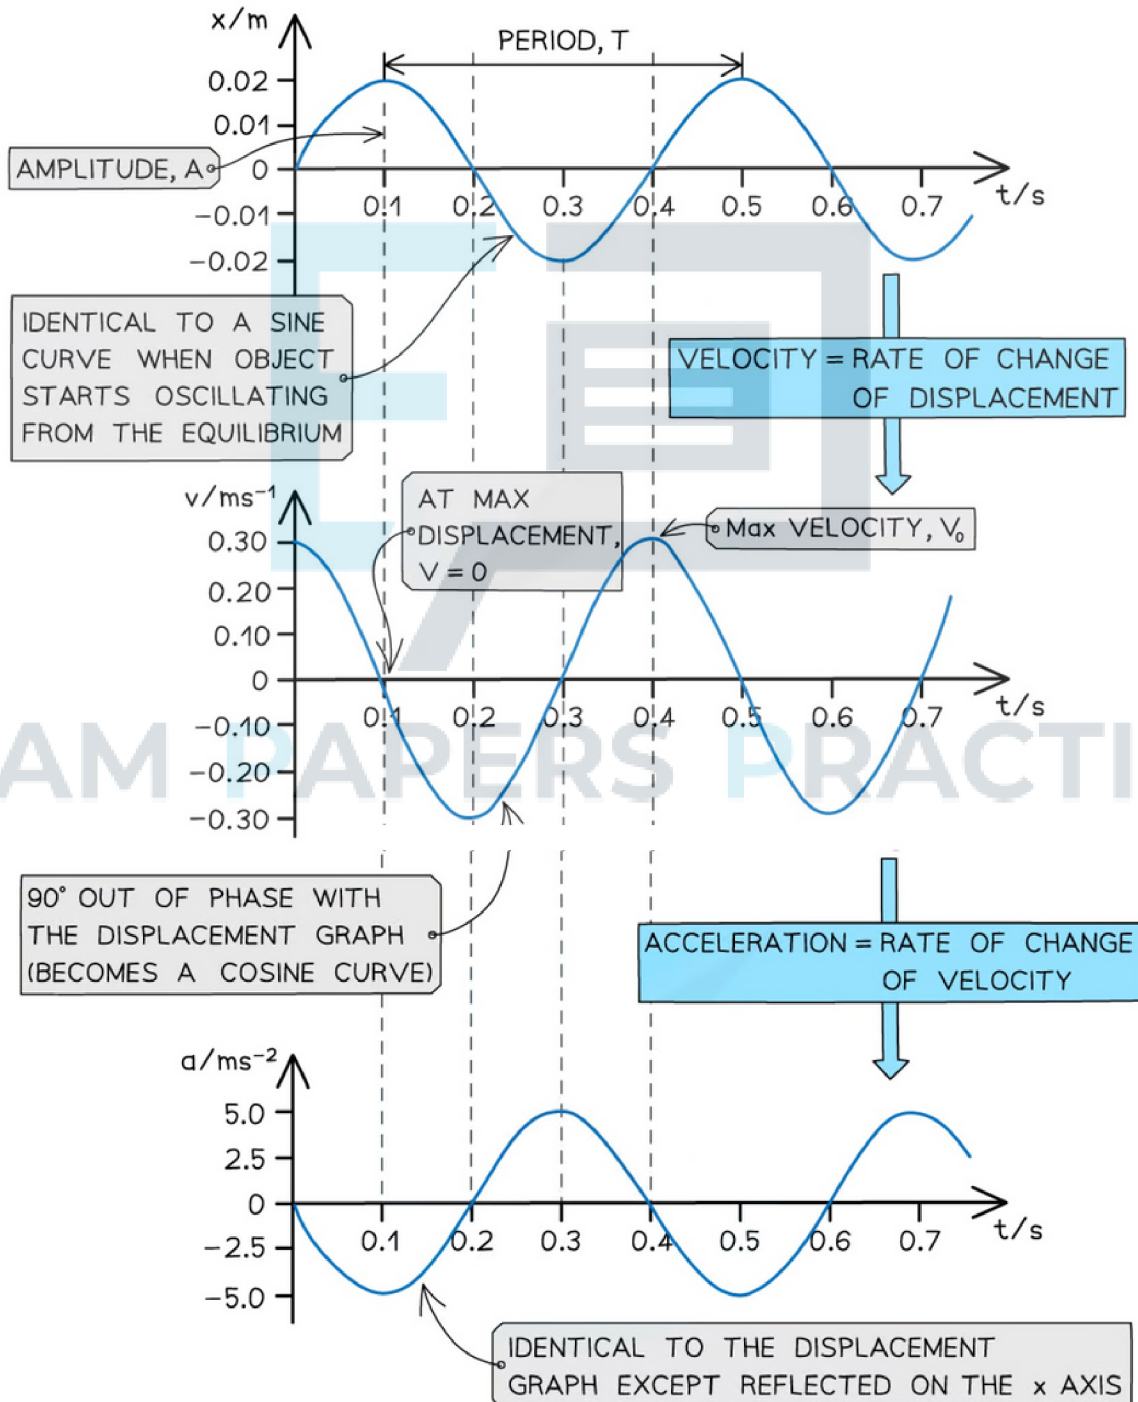 x/m
PERIOD, T
0.02
0.01
AMPLITUDE, A
0
0.1 0.2 0.3 0.4 0.5 0.6 0.7 t/s
-0.01
-0.02
IDENTICAL TO A SINE
CURVE WHEN OBJECT
STARTS OSCILLATING
FROM THE EQUILIBRIUM
VELOCITY = RATE OF CHANGE
OF DISPLACEMENT
v/ms⁻¹
AT MAX
DISPLACEMENT,
V = 0
Max VELOCITY, V₀
0.30
0.20
0.10
0
0.1 0.2 0.3 0.4 0.5 0.6 0.7 t/s
-0.10
-0.20
-0.30
AM PAPERS PRACTI
90° OUT OF PHASE WITH
THE DISPLACEMENT GRAPH
(BECOMES A COSINE CURVE)
ACCELERATION = RATE OF CHANGE
OF VELOCITY
a/ms⁻²
5.0
2.5
0
0.1 0.2 0.3 0.4 0.5 0.6 0.7 t/s
-2.5
-5.0
IDENTICAL TO THE DISPLACEMENT
GRAPH EXCEPT REFLECTED ON THE x AXIS